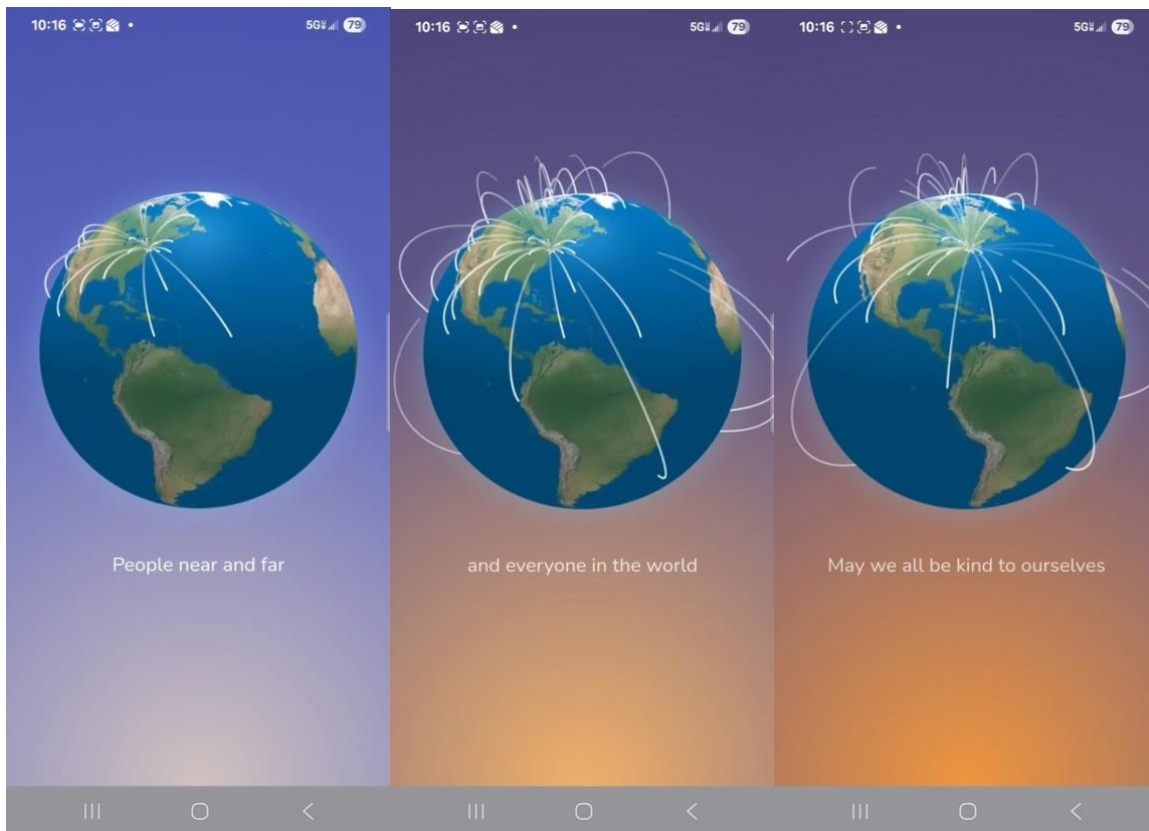 10:16
5G 79
People near and far
10:16
5G 79
and everyone in the world
10:16
5G 79
May we all be kind to ourselves